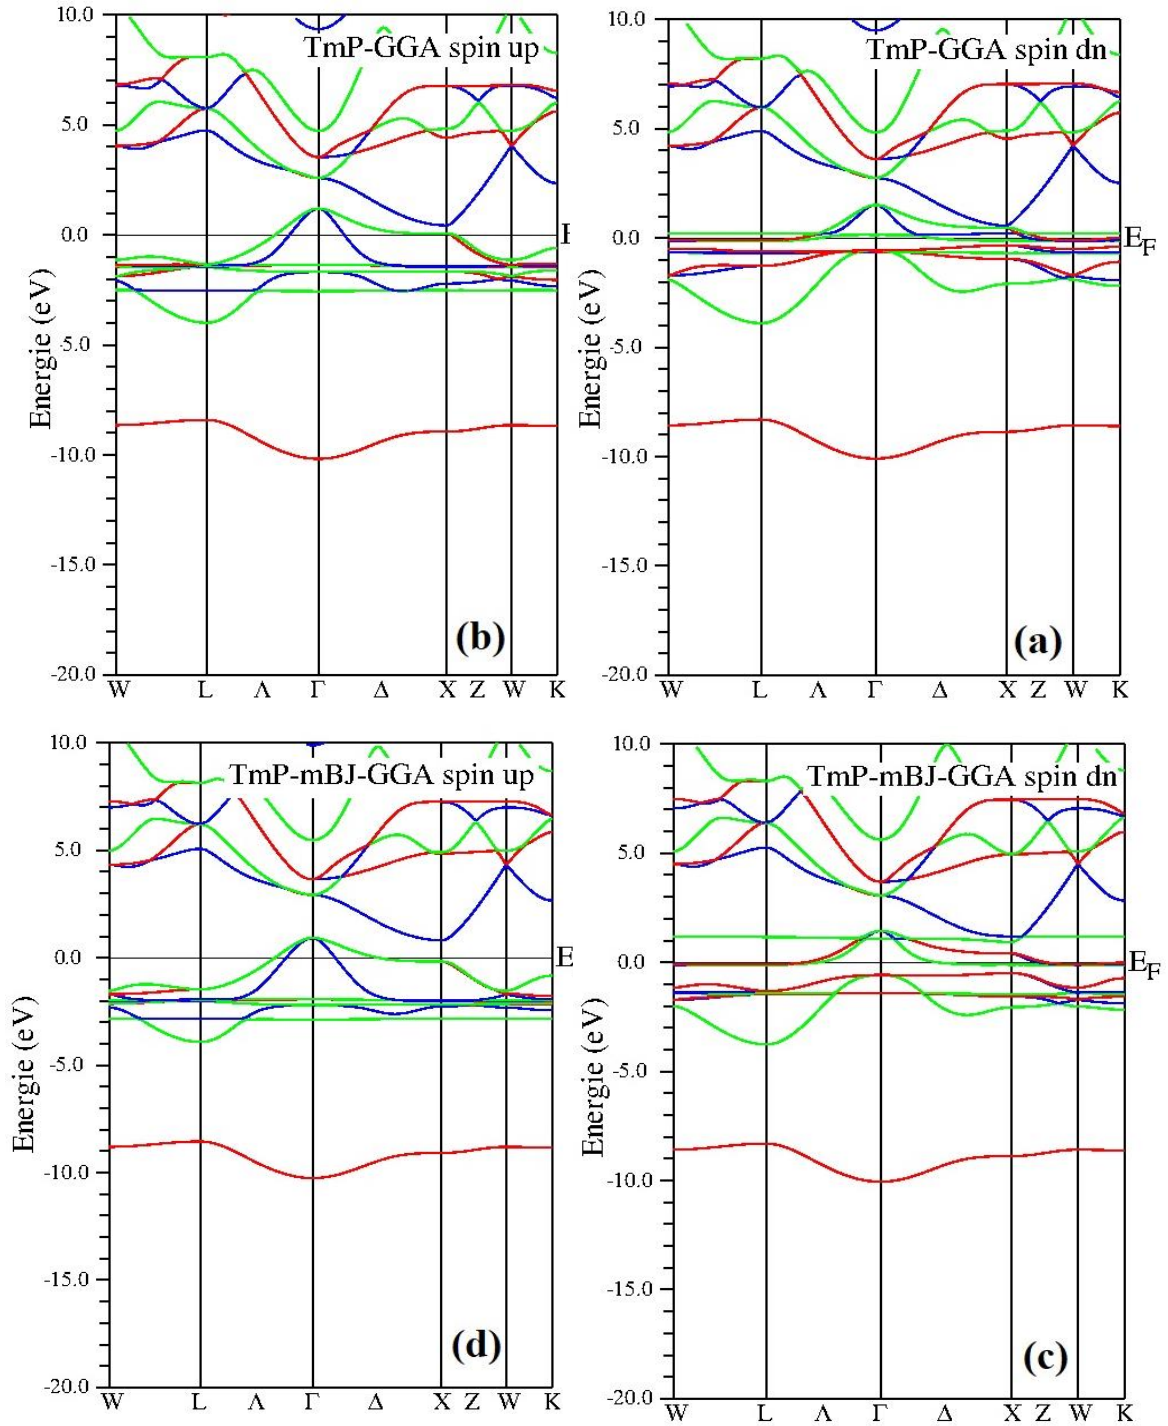 10.0
TmP-GGA spin up
5.0
0.0
Energie (eV)
-5.0
-10.0
-15.0
(b)
-20.0
W L Λ Γ Δ X Z W K
10.0
TmP-GGA spin dn
5.0
0.0
E_F
Energie (eV)
-5.0
-10.0
-15.0
(a)
-20.0
W L Λ Γ Δ X Z W K
10.0
TmP-mBJ-GGA spin up
5.0
0.0
E
Energie (eV)
-5.0
-10.0
-15.0
(d)
-20.0
W L Λ Γ Δ X Z W K
10.0
TmP-mBJ-GGA spin dn
5.0
0.0
E_F
Energie (eV)
-5.0
-10.0
-15.0
(c)
-20.0
W L Λ Γ Δ X Z W K